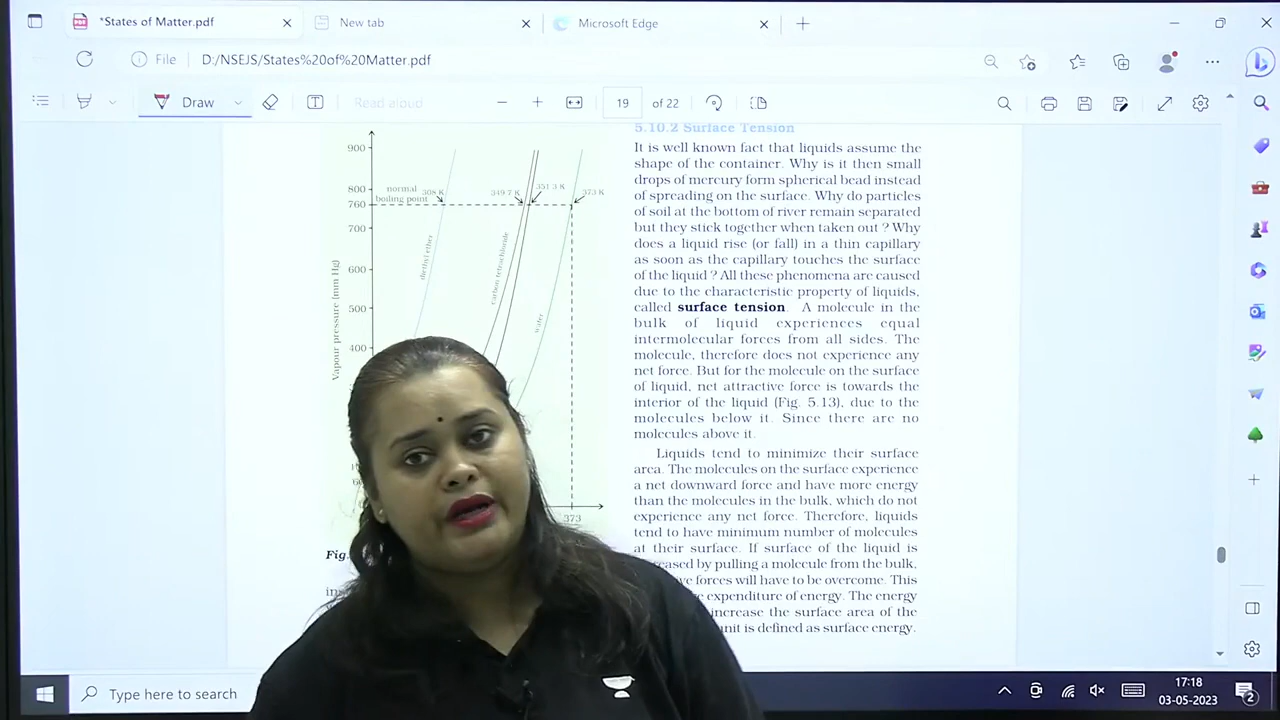 *States of Matter.pdf
New tab
Microsoft Edge
File
D:/NSEJS/States%20of%20Matter.pdf
Draw
Read aloud
19
of 22
900
800
760
700
600
500
400
normal
boiling point
308 K
349.7 K
351.3 K
373 K
diethyl ether
carbon tetrachloride
water
Vapour pressure (mm Hg)
373
Fig.
5.10.2 Surface Tension
It is well known fact that liquids assume the
shape of the container. Why is it then small
drops of mercury form spherical bead instead
of spreading on the surface. Why do particles
of soil at the bottom of river remain separated
but they stick together when taken out ? Why
does a liquid rise (or fall) in a thin capillary
as soon as the capillary touches the surface
of the liquid ? All these phenomena are caused
due to the characteristic property of liquids,
called surface tension. A molecule in the
bulk of liquid experiences equal
intermolecular forces from all sides. The
molecule, therefore does not experience any
net force. But for the molecule on the surface
of liquid, net attractive force is towards the
interior of the liquid (Fig. 5.13), due to the
molecules below it. Since there are no
molecules above it.
Liquids tend to minimize their surface
area. The molecules on the surface experience
a net downward force and have more energy
than the molecules in the bulk, which do not
experience any net force. Therefore, liquids
tend to have minimum number of molecules
at their surface. If surface of the liquid is
by pulling a molecule from the bulk,
forces will have to be overcome. This
expenditure of energy. The energy
increase the surface area of the
unit is defined as surface energy.
Type here to search
17:18
03-05-2023
2